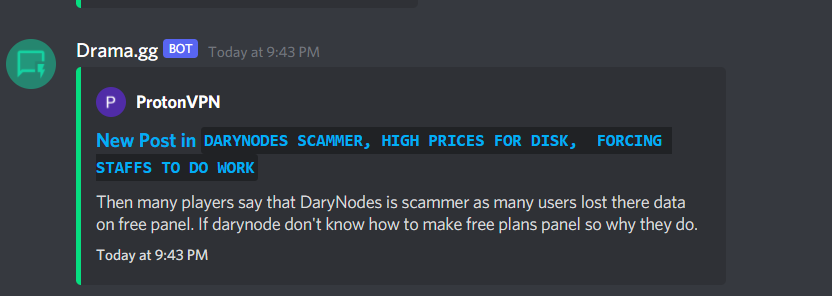 Drama.gg BOT Today at 9:43 PM
P ProtonVPN
New Post in DARYNODES SCAMMER, HIGH PRICES FOR DISK, FORCING
STAFFS TO DO WORK
Then many players say that DaryNodes is scammer as many users lost there data
on free panel. If darynode don't know how to make free plans panel so why they do.
Today at 9:43 PM